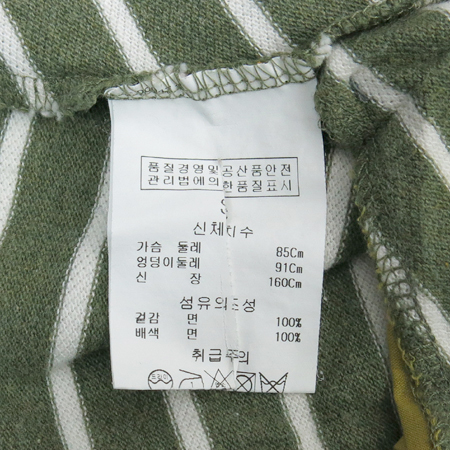 품질경영및공산품안전
관리법에의한품질표시
S
신체치수
가슴 둘레 85Cm
엉덩이둘레 91Cm
신 장 160Cm
섬유의조성
겉감 면 100%
배색 면 100%
취급주의